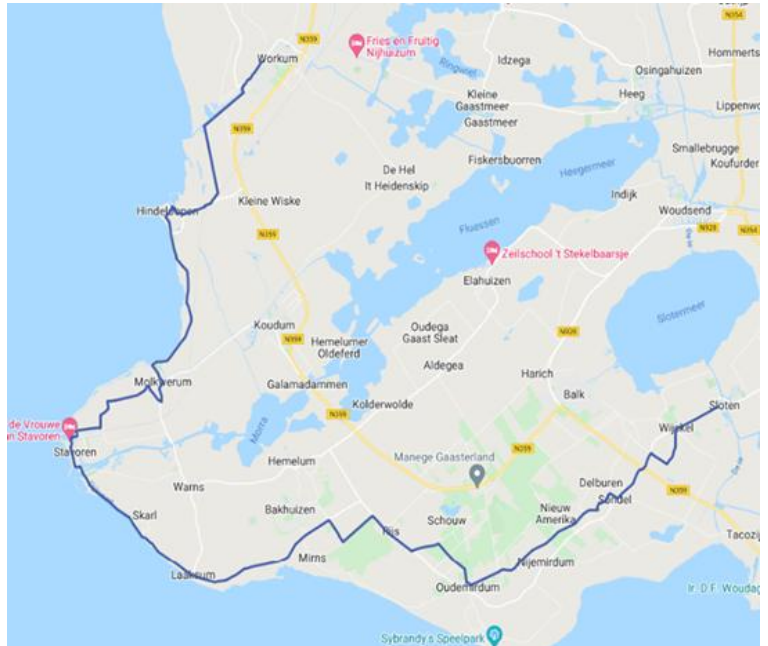 N359
N354
Workum
Fries en Fruitig
Nijhuizum
Idzega
Hommerts
Ringwiel
Osingahuizen
Kleine
Gaastmeer
Heeg
Gaastmeer
Lippenwo
N359
Smallebrugge
Koufurder
De Hel
It Heidenskip
Fiskersbuorren
Heegermeer
Indijk
Hindeloopen
Kleine Wiske
Woudsend
Fluessen
N359
N928
N354
Zeilschool 't Stekelbaarsje
Elahuizen
Slotermeer
Koudum
Hemelumer
Oldeferd
Oudega
Gaast Sleat
N359
N928
Aldegea
Molkwerum
Galamadammen
Harich
Balk
Kolderwolde
Sloten
de Vrouwe
an Stavoren
N359
Morra
Wijckel
Stavoren
N359
Manege Gaasterland
Hemelum
Warns
Delburen
N359
Bakhuizen
Nieuw
Amerika
Sondel
Skarl
Schouw
Rijs
Tacozij
Mirns
Nijemirdum
Laaksum
Oudemirdum
Ir. D.F. Woudag
Sybrandy's Speelpark